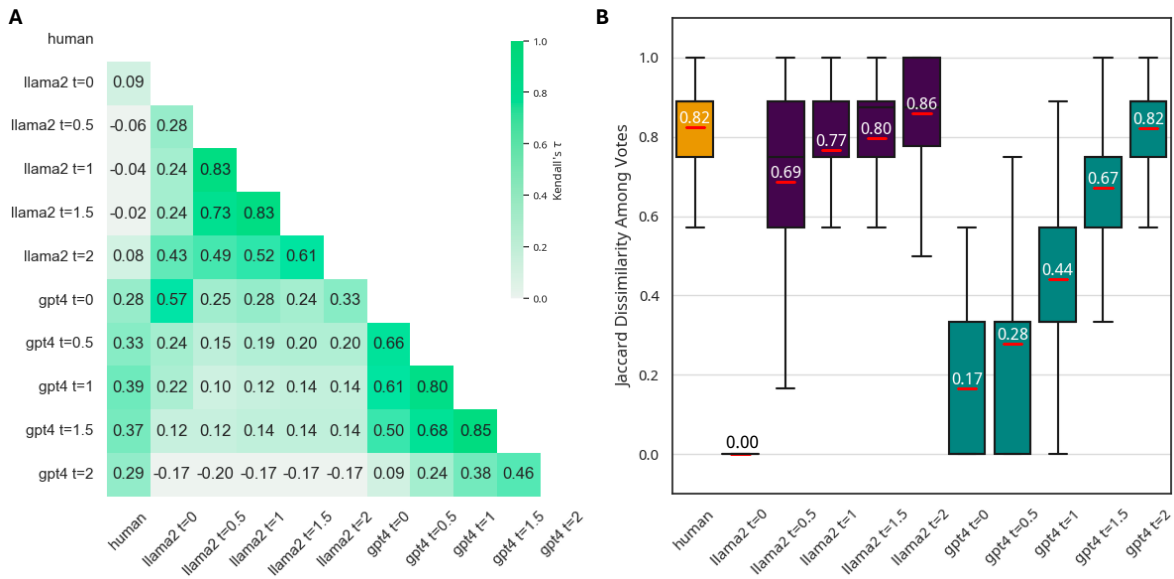 A
human
llama2 t=0
0.09
llama2 t=0.5
-0.06 0.28
llama2 t=1
-0.04 0.24 0.83
llama2 t=1.5
-0.02 0.24 0.73 0.83
llama2 t=2
0.08 0.43 0.49 0.52 0.61
gpt4 t=0
0.28 0.57 0.25 0.28 0.24 0.33
gpt4 t=0.5
0.33 0.24 0.15 0.19 0.20 0.20 0.66
gpt4 t=1
0.39 0.22 0.10 0.12 0.14 0.14 0.61 0.80
gpt4 t=1.5
0.37 0.12 0.12 0.14 0.14 0.14 0.50 0.68 0.85
gpt4 t=2
0.29 -0.17 -0.20 -0.17 -0.17 -0.17 0.09 0.24 0.38 0.46
human
llama2 t=0
llama2 t=0.5
llama2 t=1
llama2 t=1.5
llama2 t=2
gpt4 t=0
gpt4 t=0.5
gpt4 t=1
gpt4 t=1.5
gpt4 t=2
1.0
0.8
0.6
0.4
0.2
0.0
Kendall's τ
B
Jaccard Dissimilarity Among Votes
1.0
0.8
0.6
0.4
0.2
0.0
0.82
0.00
0.69
0.77
0.80
0.86
0.17
0.28
0.44
0.67
0.82
human
llama2 t=0
llama2 t=0.5
llama2 t=1
llama2 t=1.5
llama2 t=2
gpt4 t=0
gpt4 t=0.5
gpt4 t=1
gpt4 t=1.5
gpt4 t=2